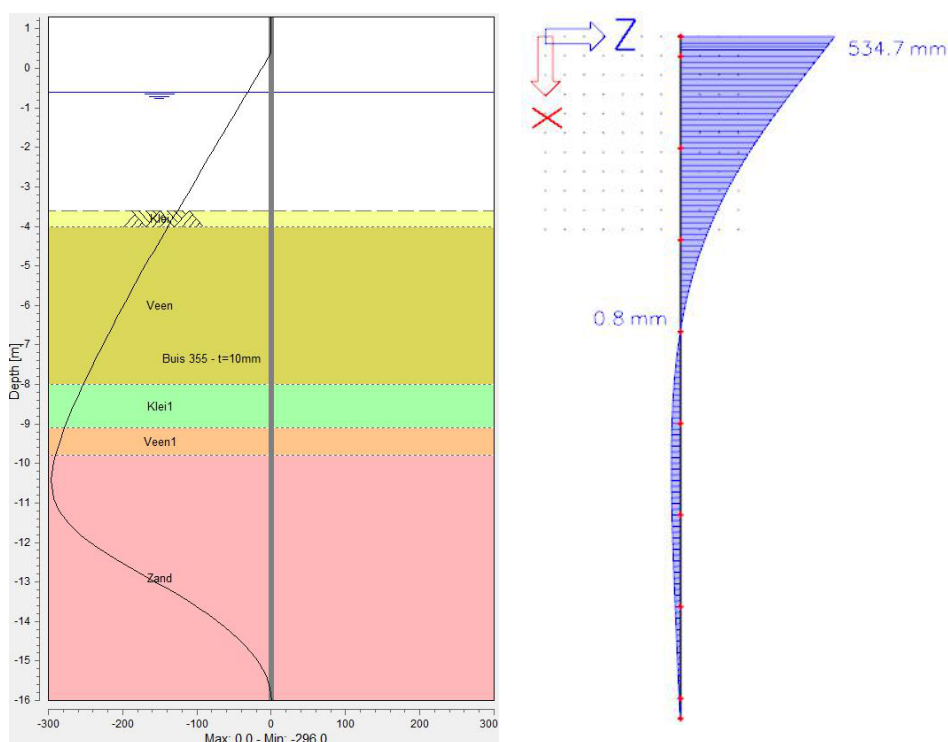 1
0
-1
-2
-3
-4
-5
-6
-7
-8
-9
-10
-11
-12
-13
-14
-15
-16
Depth [m]
Klei
Veen
Buis 355 - t=10mm
Klei1
Veen1
Zand
-300 -200 -100 0 100 200 300
Max: 0.0 - Min: -296.0
Z
X
534.7 mm
0.8 mm